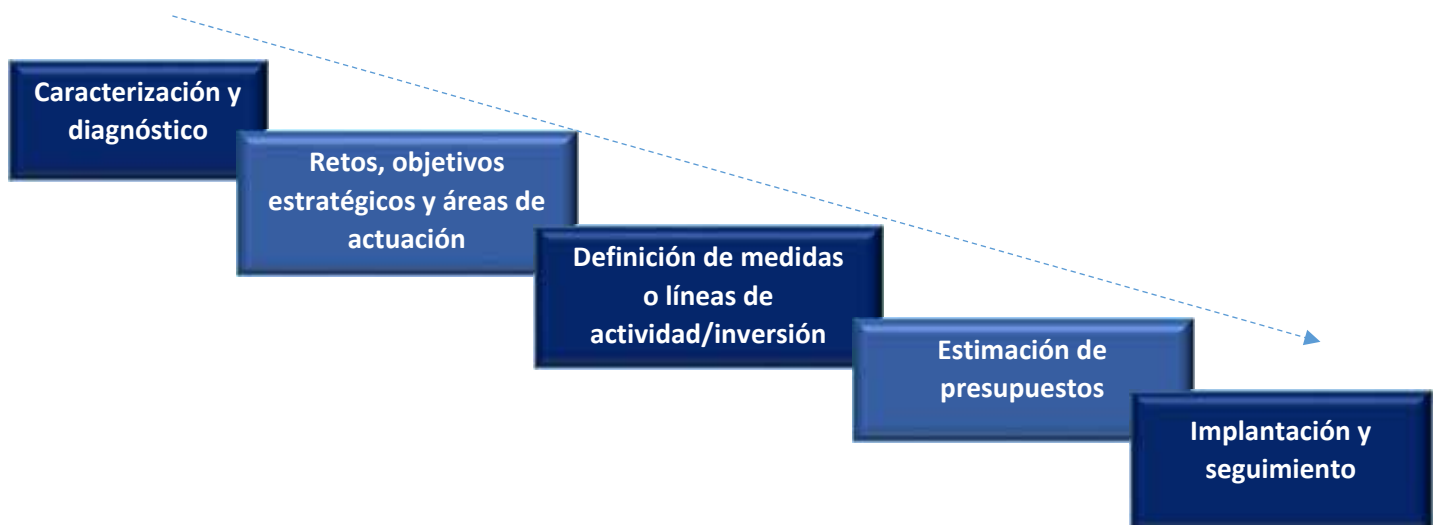 Caracterización y
diagnóstico
Retos, objetivos
estratégicos y áreas de
actuación
Definición de medidas
o líneas de
actividad/inversión
Estimación de
presupuestos
Implantación y
seguimiento